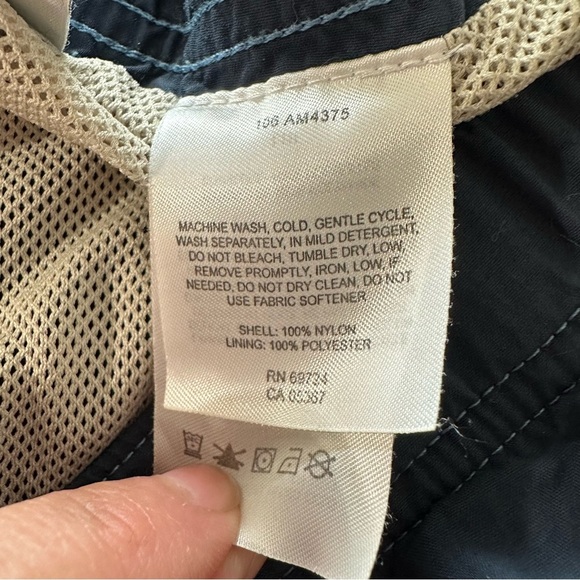 106 AM4375
MACHINE WASH, COLD, GENTLE CYCLE,
WASH SEPARATELY, IN MILD DETERGENT,
DO NOT BLEACH, TUMBLE DRY, LOW,
REMOVE PROMPTLY, IRON, LOW, IF
NEEDED, DO NOT DRY CLEAN, DO NOT
USE FABRIC SOFTENER
SHELL: 100% NYLON
LINING: 100% POLYESTER
RN 69724
CA 05367